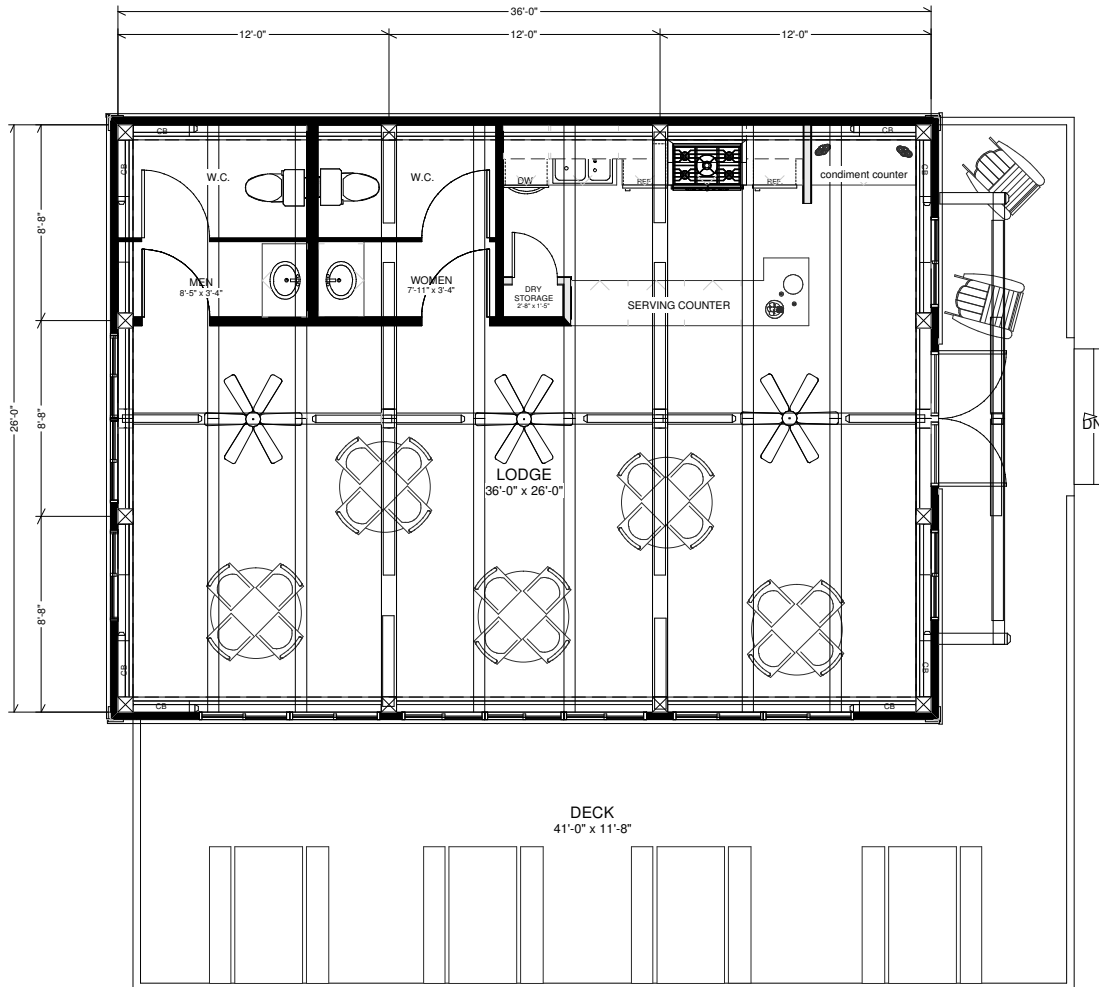 36'-0"
12'-0" 12'-0" 12'-0"
CB CB
CB CB
W.C. W.C.
DW REF. REF.
condiment counter
8'-8"
MEN
8'-5" x 3'-4"
WOMEN
7'-11" x 3'-4"
DRY
STORAGE
2'-8" x 1'-5"
SERVING COUNTER
26'-0"
8'-8"
DN
LODGE
36'-0" x 26'-0"
8'-8"
CB CB
CB CB
DECK
41'-0" x 11'-8"